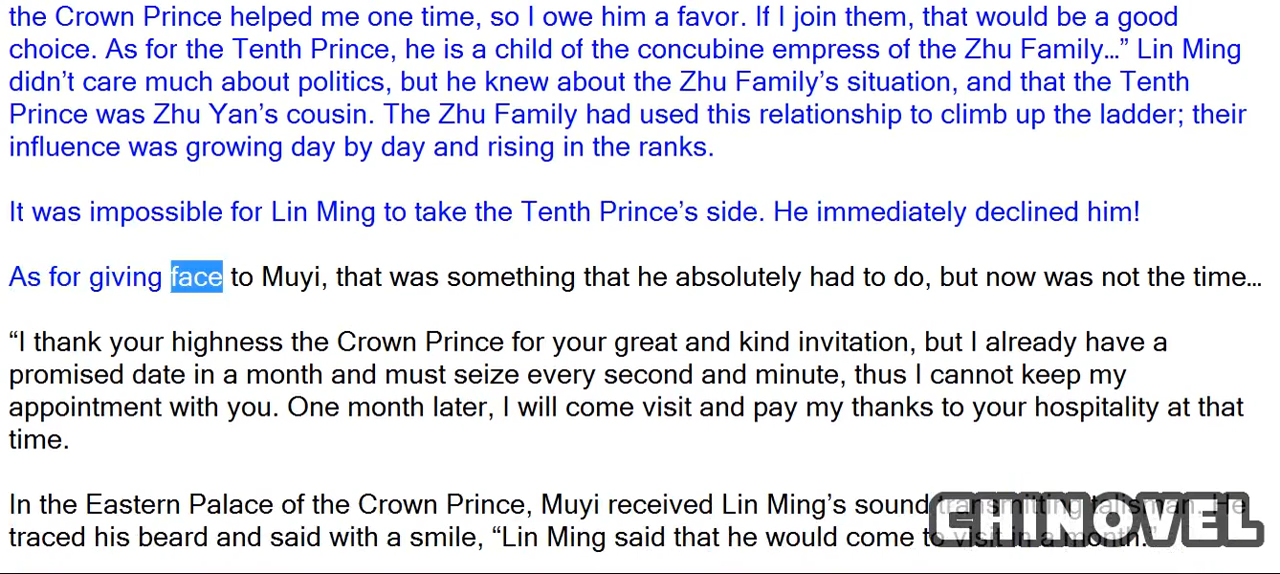 the Crown Prince helped me one time, so I owe him a favor. If I join them, that would be a good
choice. As for the Tenth Prince, he is a child of the concubine empress of the Zhu Family…” Lin Ming
didn’t care much about politics, but he knew about the Zhu Family’s situation, and that the Tenth
Prince was Zhu Yan’s cousin. The Zhu Family had used this relationship to climb up the ladder; their
influence was growing day by day and rising in the ranks.
It was impossible for Lin Ming to take the Tenth Prince’s side. He immediately declined him!
As for giving face to Muyi, that was something that he absolutely had to do, but now was not the time…
“I thank your highness the Crown Prince for your great and kind invitation, but I already have a
promised date in a month and must seize every second and minute, thus I cannot keep my
appointment with you. One month later, I will come visit and pay my thanks to your hospitality at that
time.
In the Eastern Palace of the Crown Prince, Muyi received Lin Ming’s sound transmitting talisman. He
traced his beard and said with a smile, “Lin Ming said that he would come to visit in a month.”
CHINOVEL